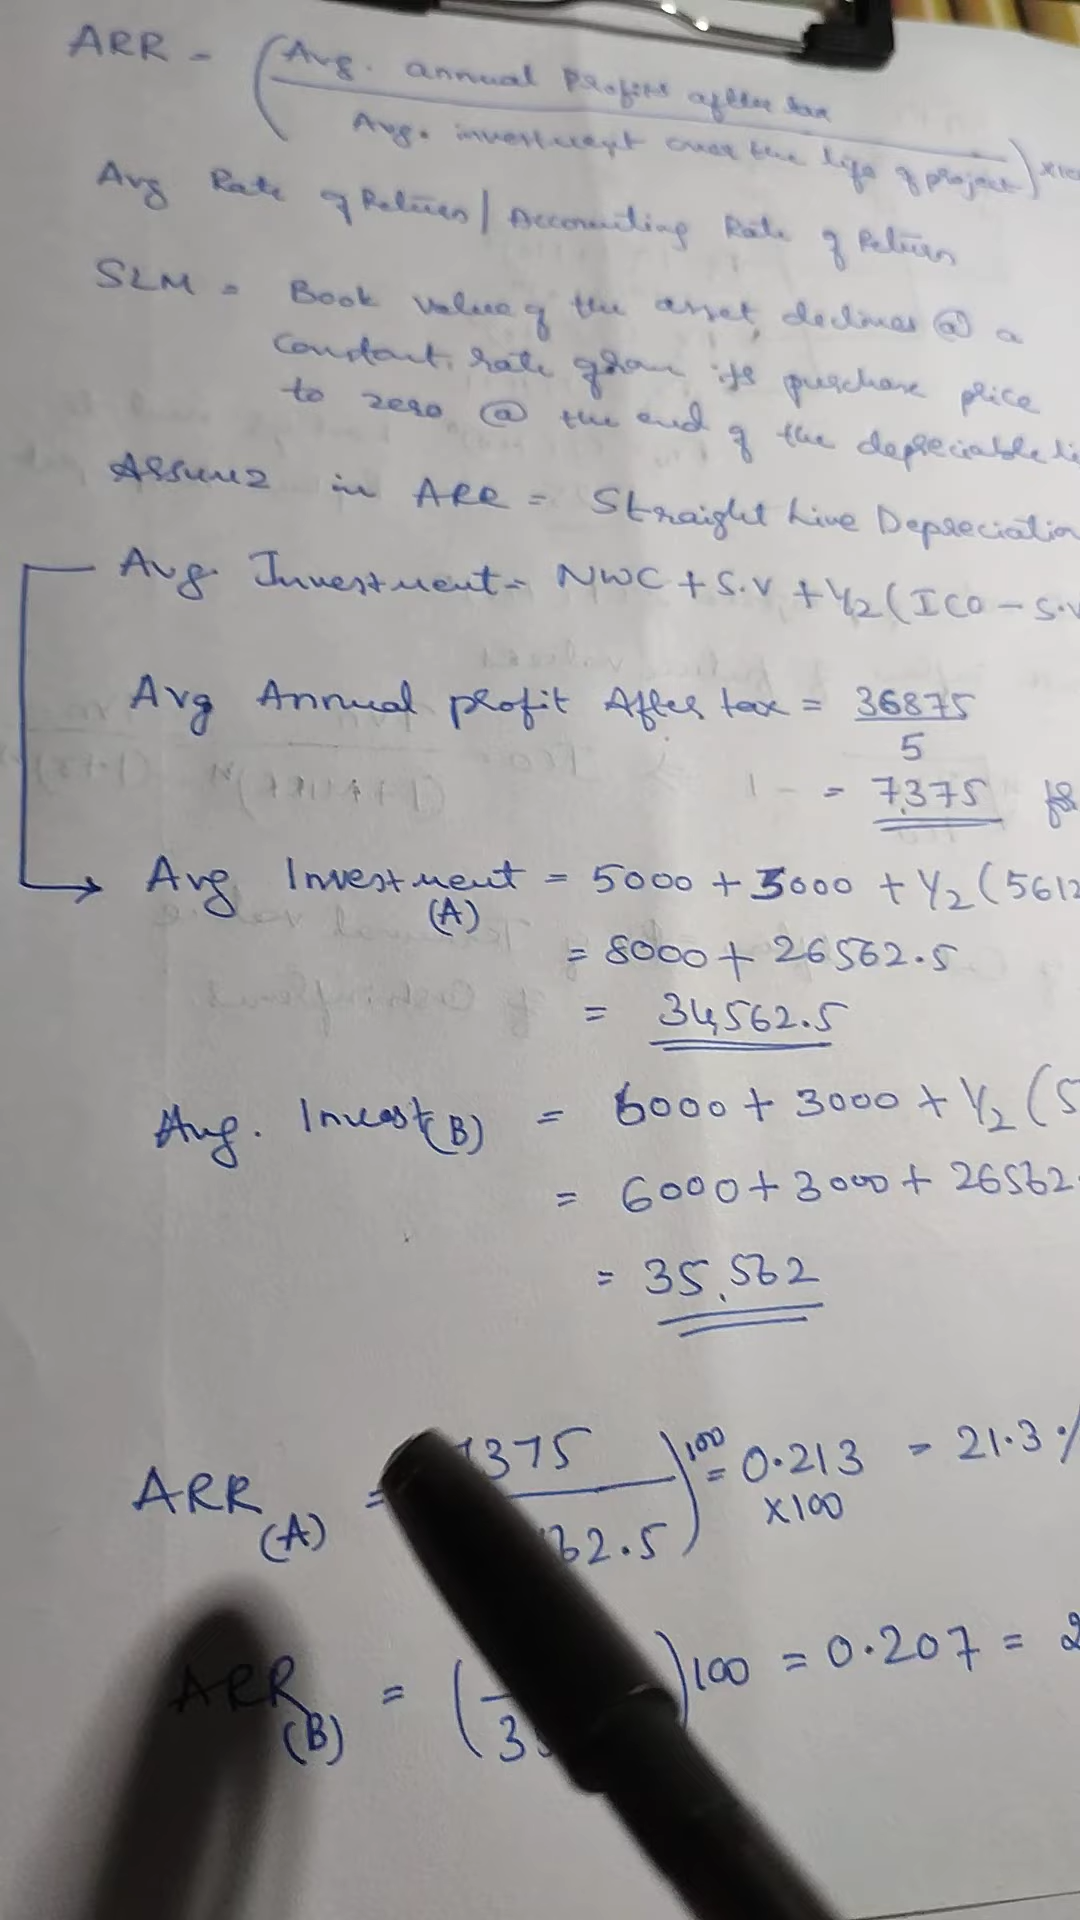 ARR - (Avg. annual Profits after tax
Avg. investment over the life of project) x100
Avg Rate of Return / Accounting Rate of Return
SLM = Book value of the asset, declines @ a
constant rate from its purchase price
to zero @ the end of the depreciable li
Assume in ARR = Straight Line Depreciation
Avg. Investment = NWC + S.V + 1/2 (ICO - S.V
Avg Annual profit After tax = 36875
5
= 7375
Avg Investment (A) = 5000 + 3000 + 1/2 (5612
= 8000 + 26562.5
= 34,562.5
Avg. Invest (B) = 6000 + 3000 + 1/2 (5
= 6000 + 3000 + 26562.
= 35,562
ARR (A) = 7375
62.5) 100 = 0.213 x100 = 21.3%
ARR (B) = (
3 ) 100 = 0.207 = 2